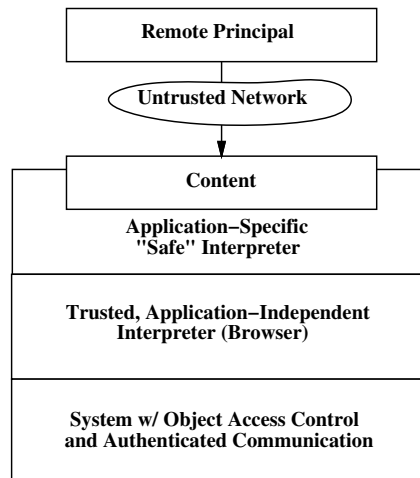 Remote Principal
Untrusted Network
Content
Application−Specific
"Safe" Interpreter
Trusted, Application−Independent
Interpreter (Browser)
System w/ Object Access Control
and Authenticated Communication